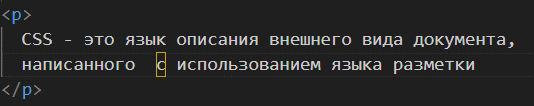 <p>
CSS - это язык описания внешнего вида документа,
написанного  с использованием языка разметки
</p>